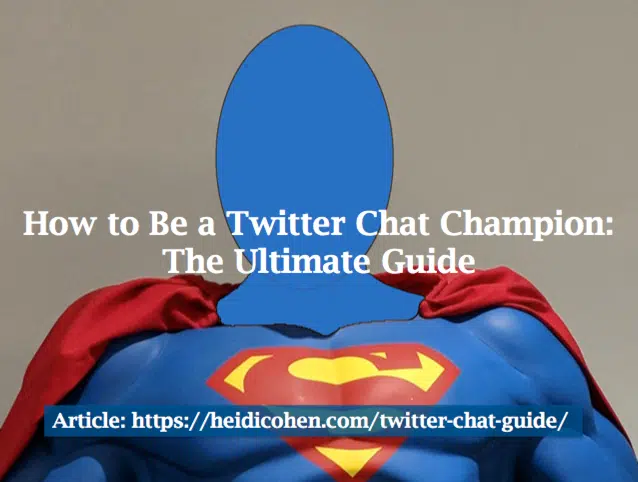 How to Be a Twitter Chat Champion:
The Ultimate Guide
Article: https://heidicohen.com/twitter-chat-guide/